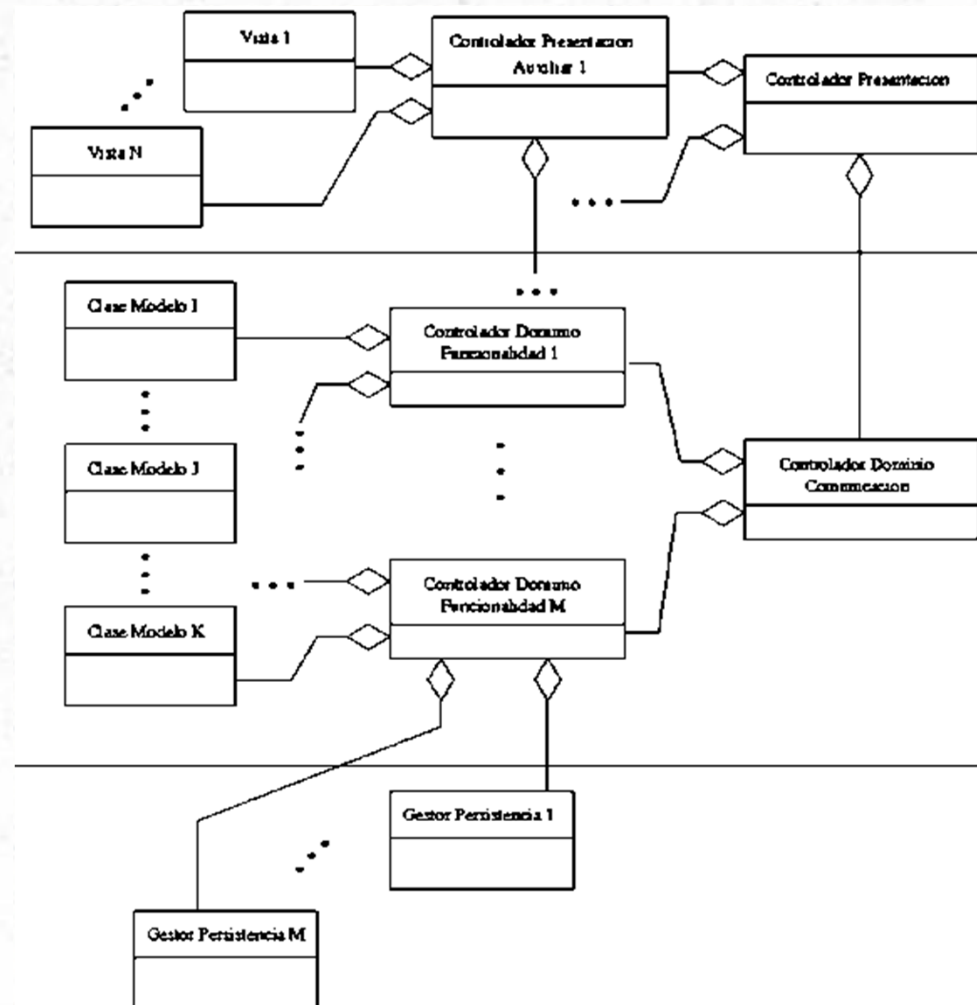 Vista 1
Controlador Presentacion
Auxiliar 1
Controlador Presentacion
Vista N
Clase Modelo 1
Controlador Dominio
Funcionalidad 1
Clase Modelo J
Controlador Dominio
Comunicacion
Controlador Dominio
Funcionalidad M
Clase Modelo K
Gestor Persistencia 1
Gestor Persistencia M